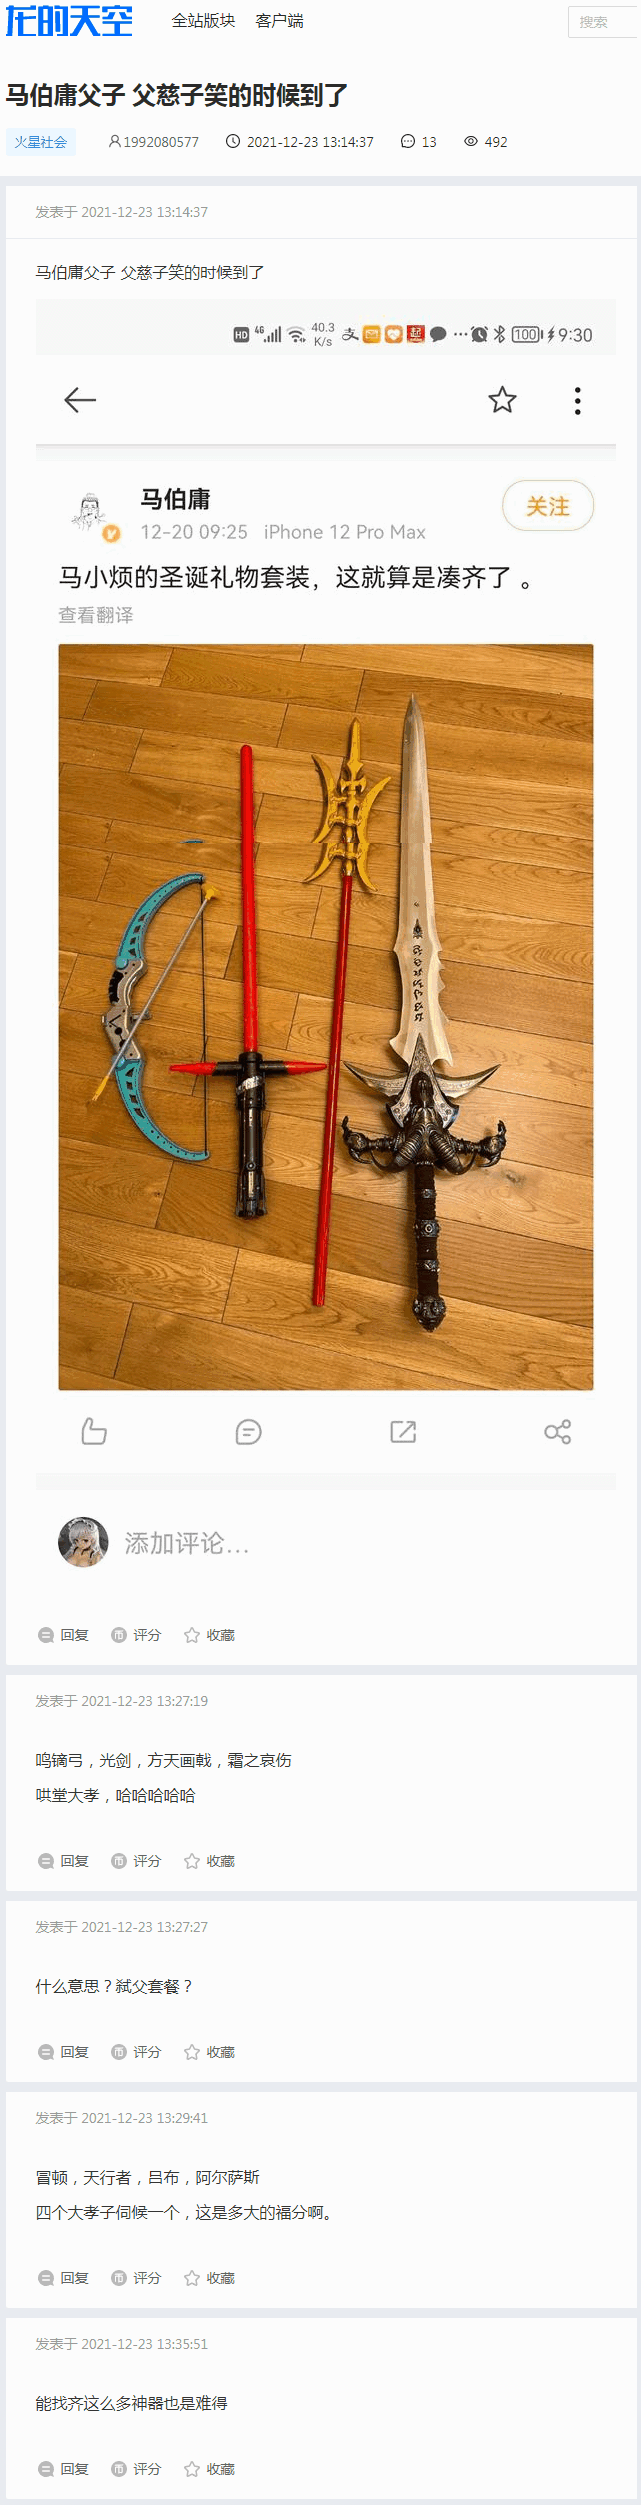 龙的天空
全站版块 客户端
搜索
马伯庸父子 父慈子笑的时候到了
火星社会 1992080577 2021-12-23 13:14:37 13 492
发表于 2021-12-23 13:14:37
马伯庸父子 父慈子笑的时候到了
HD 4G 40.3 K/s 支 100 9:30
马伯庸
关注
12-20 09:25 iPhone 12 Pro Max
马小烦的圣诞礼物套装，这就算是凑齐了 。
查看翻译
添加评论...
回复 评分 收藏
发表于 2021-12-23 13:27:19
鸣镝弓，光剑，方天画戟，霜之哀伤
哄堂大孝，哈哈哈哈哈
回复 评分 收藏
发表于 2021-12-23 13:27:27
什么意思？弑父套餐？
回复 评分 收藏
发表于 2021-12-23 13:29:41
冒顿，天行者，吕布，阿尔萨斯
四个大孝子伺候一个，这是多大的福分啊。
回复 评分 收藏
发表于 2021-12-23 13:35:51
能找齐这么多神器也是难得
回复 评分 收藏